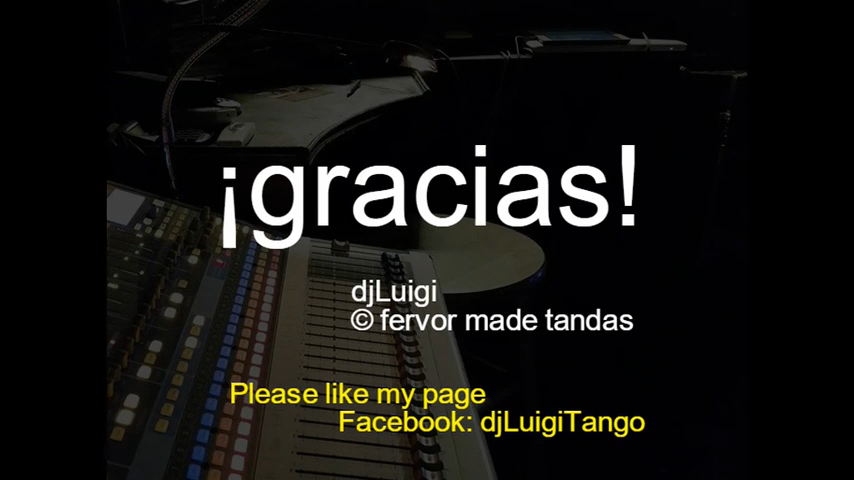 ¡gracias!
djLuigi
© fervor made tandas
Please like my page
Facebook: djLuigiTango